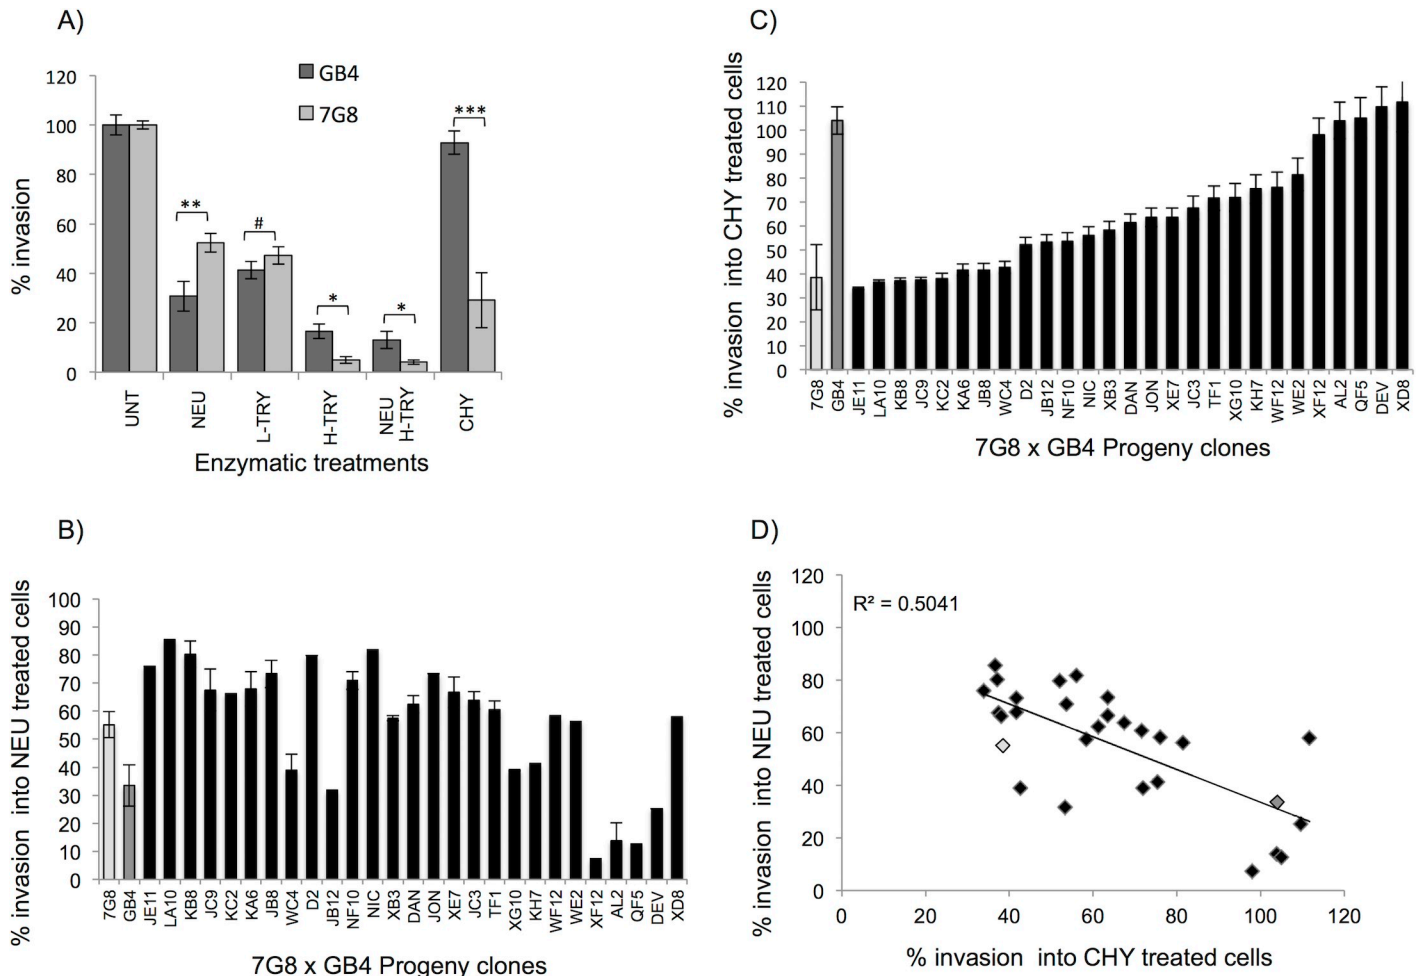 A)
GB4
7G8
% invasion
120
100
80
60
40
20
0
**
#
*
*
***
UNT
NEU
L-TRY
H-TRY
NEU
H-TRY
CHY
Enzymatic treatments
C)
% invasion into CHY treated cells
120
110
100
90
80
70
60
50
40
30
20
10
0
7G8
GB4
JE11
LA10
KB8
JC9
KC2
KA6
JB8
WC4
D2
JB12
NF10
NIC
XB3
DAN
JON
XE7
JC3
TF1
XG10
KH7
WF12
WE2
XF12
AL2
QF5
DEV
XD8
7G8 x GB4 Progeny clones
B)
% invasion into NEU treated cells
100
90
80
70
60
50
40
30
20
10
0
7G8
GB4
JE11
LA10
KB8
JC9
KC2
KA6
JB8
WC4
D2
JB12
NF10
NIC
XB3
DAN
JON
XE7
JC3
TF1
XG10
KH7
WF12
WE2
XF12
AL2
QF5
DEV
XD8
7G8 x GB4 Progeny clones
D)
% invasion into NEU treated cells
120
100
80
60
40
20
0
R² = 0.5041
0
20
40
60
80
100
120
% invasion into CHY treated cells